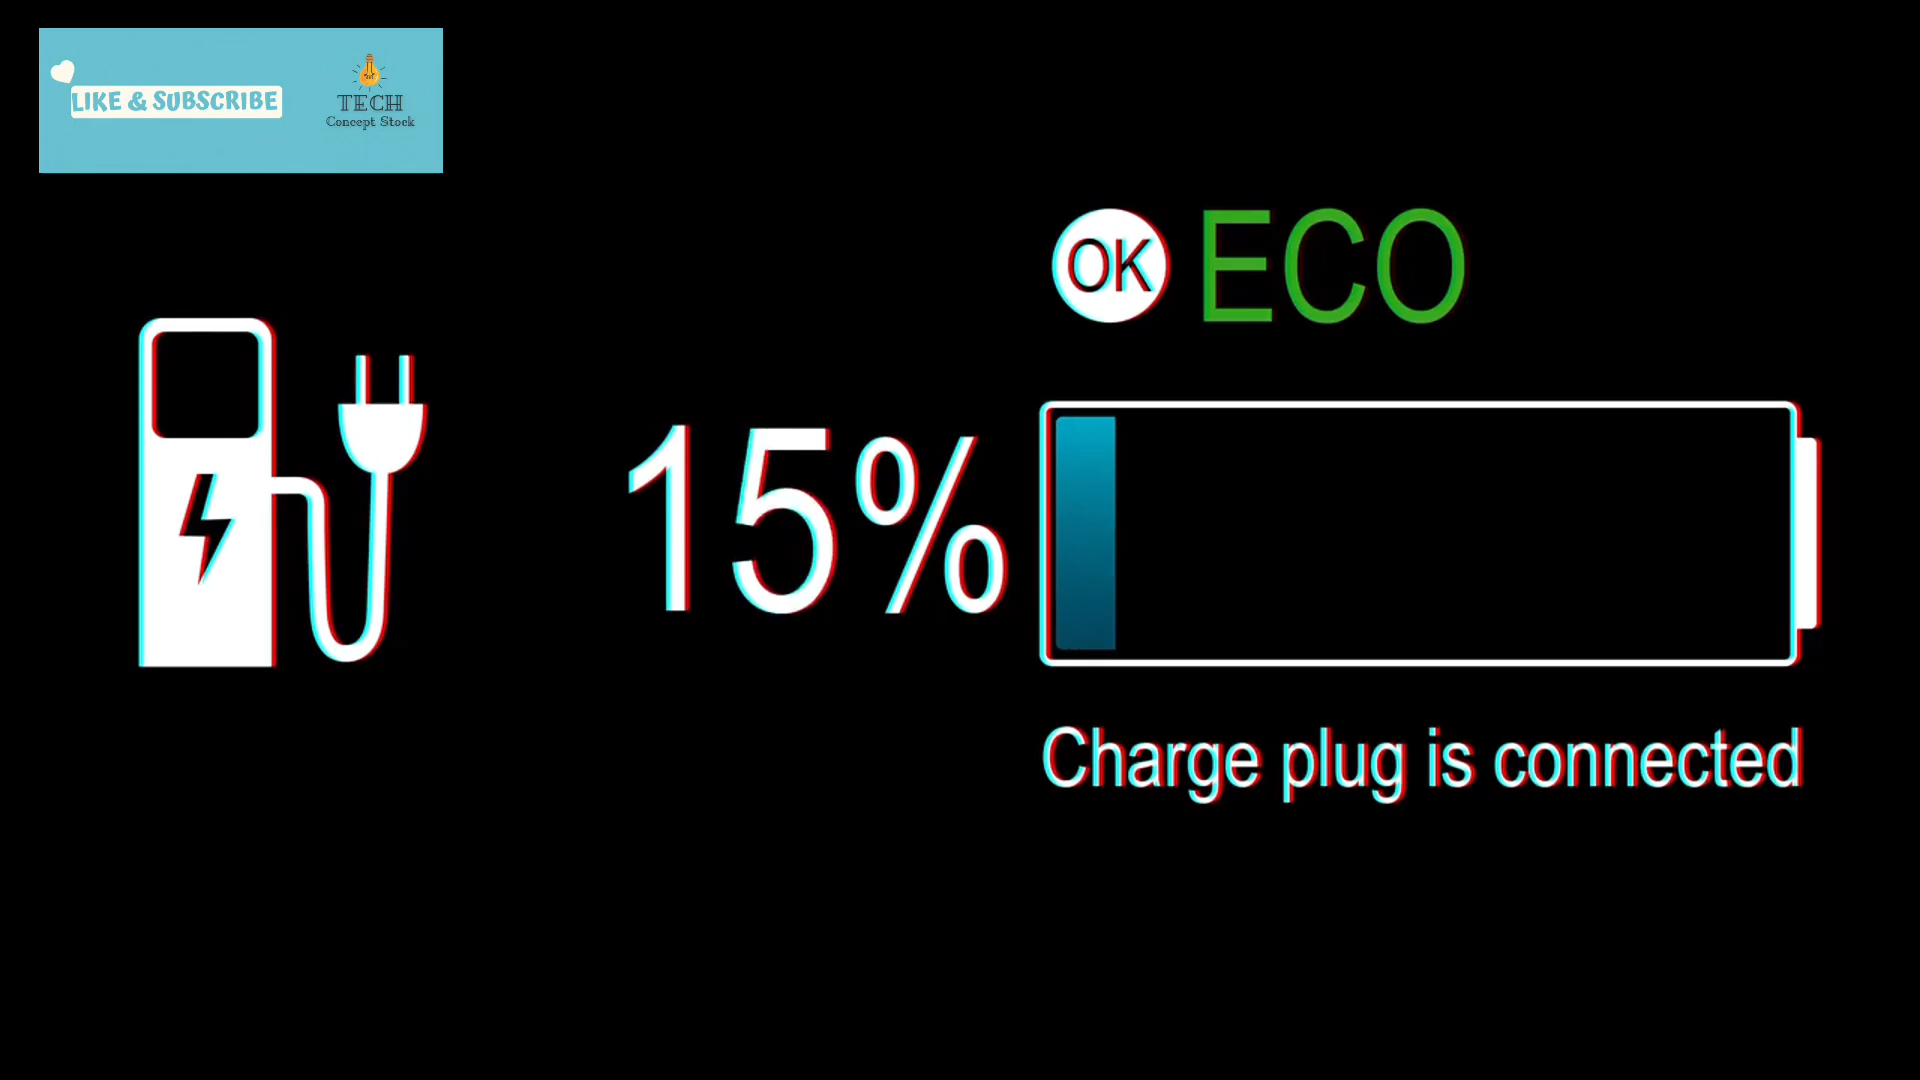 LIKE & SUBSCRIBE
TECH
Concept Stock
OK ECO
15%
Charge plug is connected